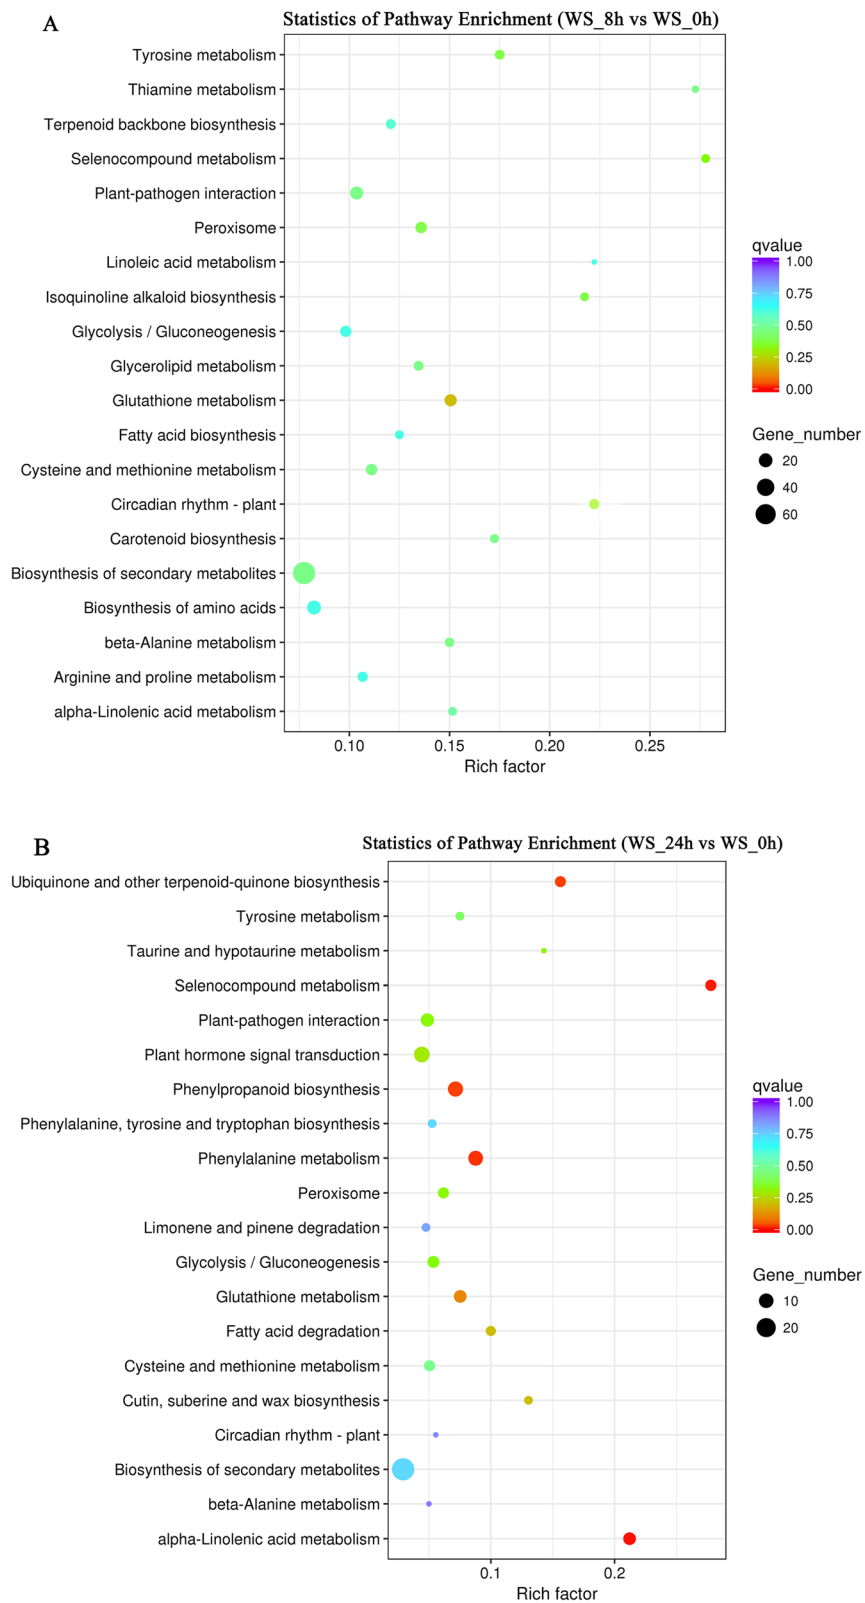 A
Statistics of Pathway Enrichment (WS_8h vs WS_0h)
Tyrosine metabolism
Thiamine metabolism
Terpenoid backbone biosynthesis
Selenocompound metabolism
Plant-pathogen interaction
Peroxisome
Linoleic acid metabolism
Isoquinoline alkaloid biosynthesis
Glycolysis / Gluconeogenesis
Glycerolipid metabolism
Glutathione metabolism
Fatty acid biosynthesis
Cysteine and methionine metabolism
Circadian rhythm - plant
Carotenoid biosynthesis
Biosynthesis of secondary metabolites
Biosynthesis of amino acids
beta-Alanine metabolism
Arginine and proline metabolism
alpha-Linolenic acid metabolism
0.10 0.15 0.20 0.25
Rich factor
qvalue
1.00
0.75
0.50
0.25
0.00
Gene_number
20
40
60
B
Statistics of Pathway Enrichment (WS_24h vs WS_0h)
Ubiquinone and other terpenoid-quinone biosynthesis
Tyrosine metabolism
Taurine and hypotaurine metabolism
Selenocompound metabolism
Plant-pathogen interaction
Plant hormone signal transduction
Phenylpropanoid biosynthesis
Phenylalanine, tyrosine and tryptophan biosynthesis
Phenylalanine metabolism
Peroxisome
Limonene and pinene degradation
Glycolysis / Gluconeogenesis
Glutathione metabolism
Fatty acid degradation
Cysteine and methionine metabolism
Cutin, suberine and wax biosynthesis
Circadian rhythm - plant
Biosynthesis of secondary metabolites
beta-Alanine metabolism
alpha-Linolenic acid metabolism
0.1 0.2
Rich factor
qvalue
1.00
0.75
0.50
0.25
0.00
Gene_number
10
20